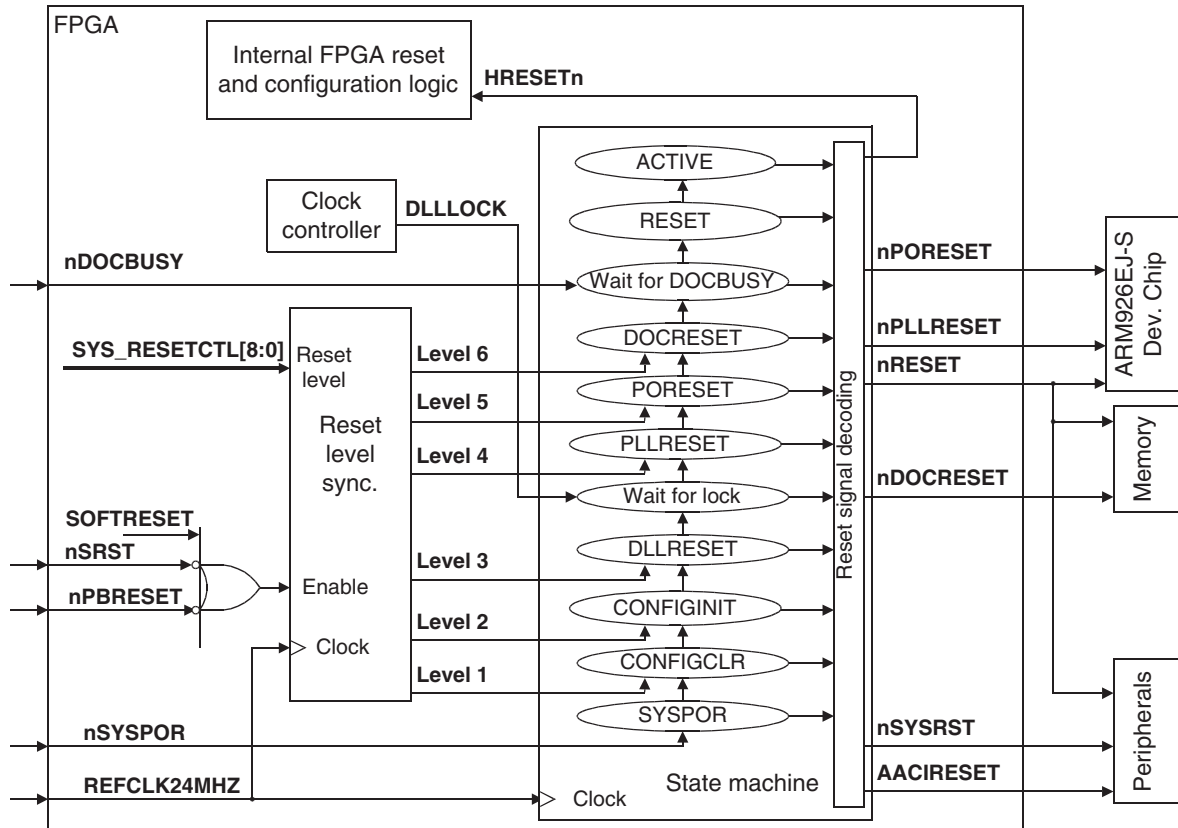 FPGA
Internal FPGA reset
and configuration logic
HRESETn
Clock
controller
DLLLOCK
nDOCBUSY
SYS_RESETCTL[8:0]
Reset
level
Reset
level
sync.
Enable
Clock
SOFTRESET
nSRST
nPBRESET
nSYSPOR
REFCLK24MHZ
Level 6
Level 5
Level 4
Level 3
Level 2
Level 1
ACTIVE
RESET
Wait for DOCBUSY
DOCRESET
PORESET
PLLRESET
Wait for lock
DLLRESET
CONFIGINIT
CONFIGCLR
SYSPOR
State machine
Clock
Reset signal decoding
nPORESET
nPLLRESET
nRESET
nDOCRESET
nSYSRST
AACIRESET
ARM926EJ-S
Dev. Chip
Memory
Peripherals